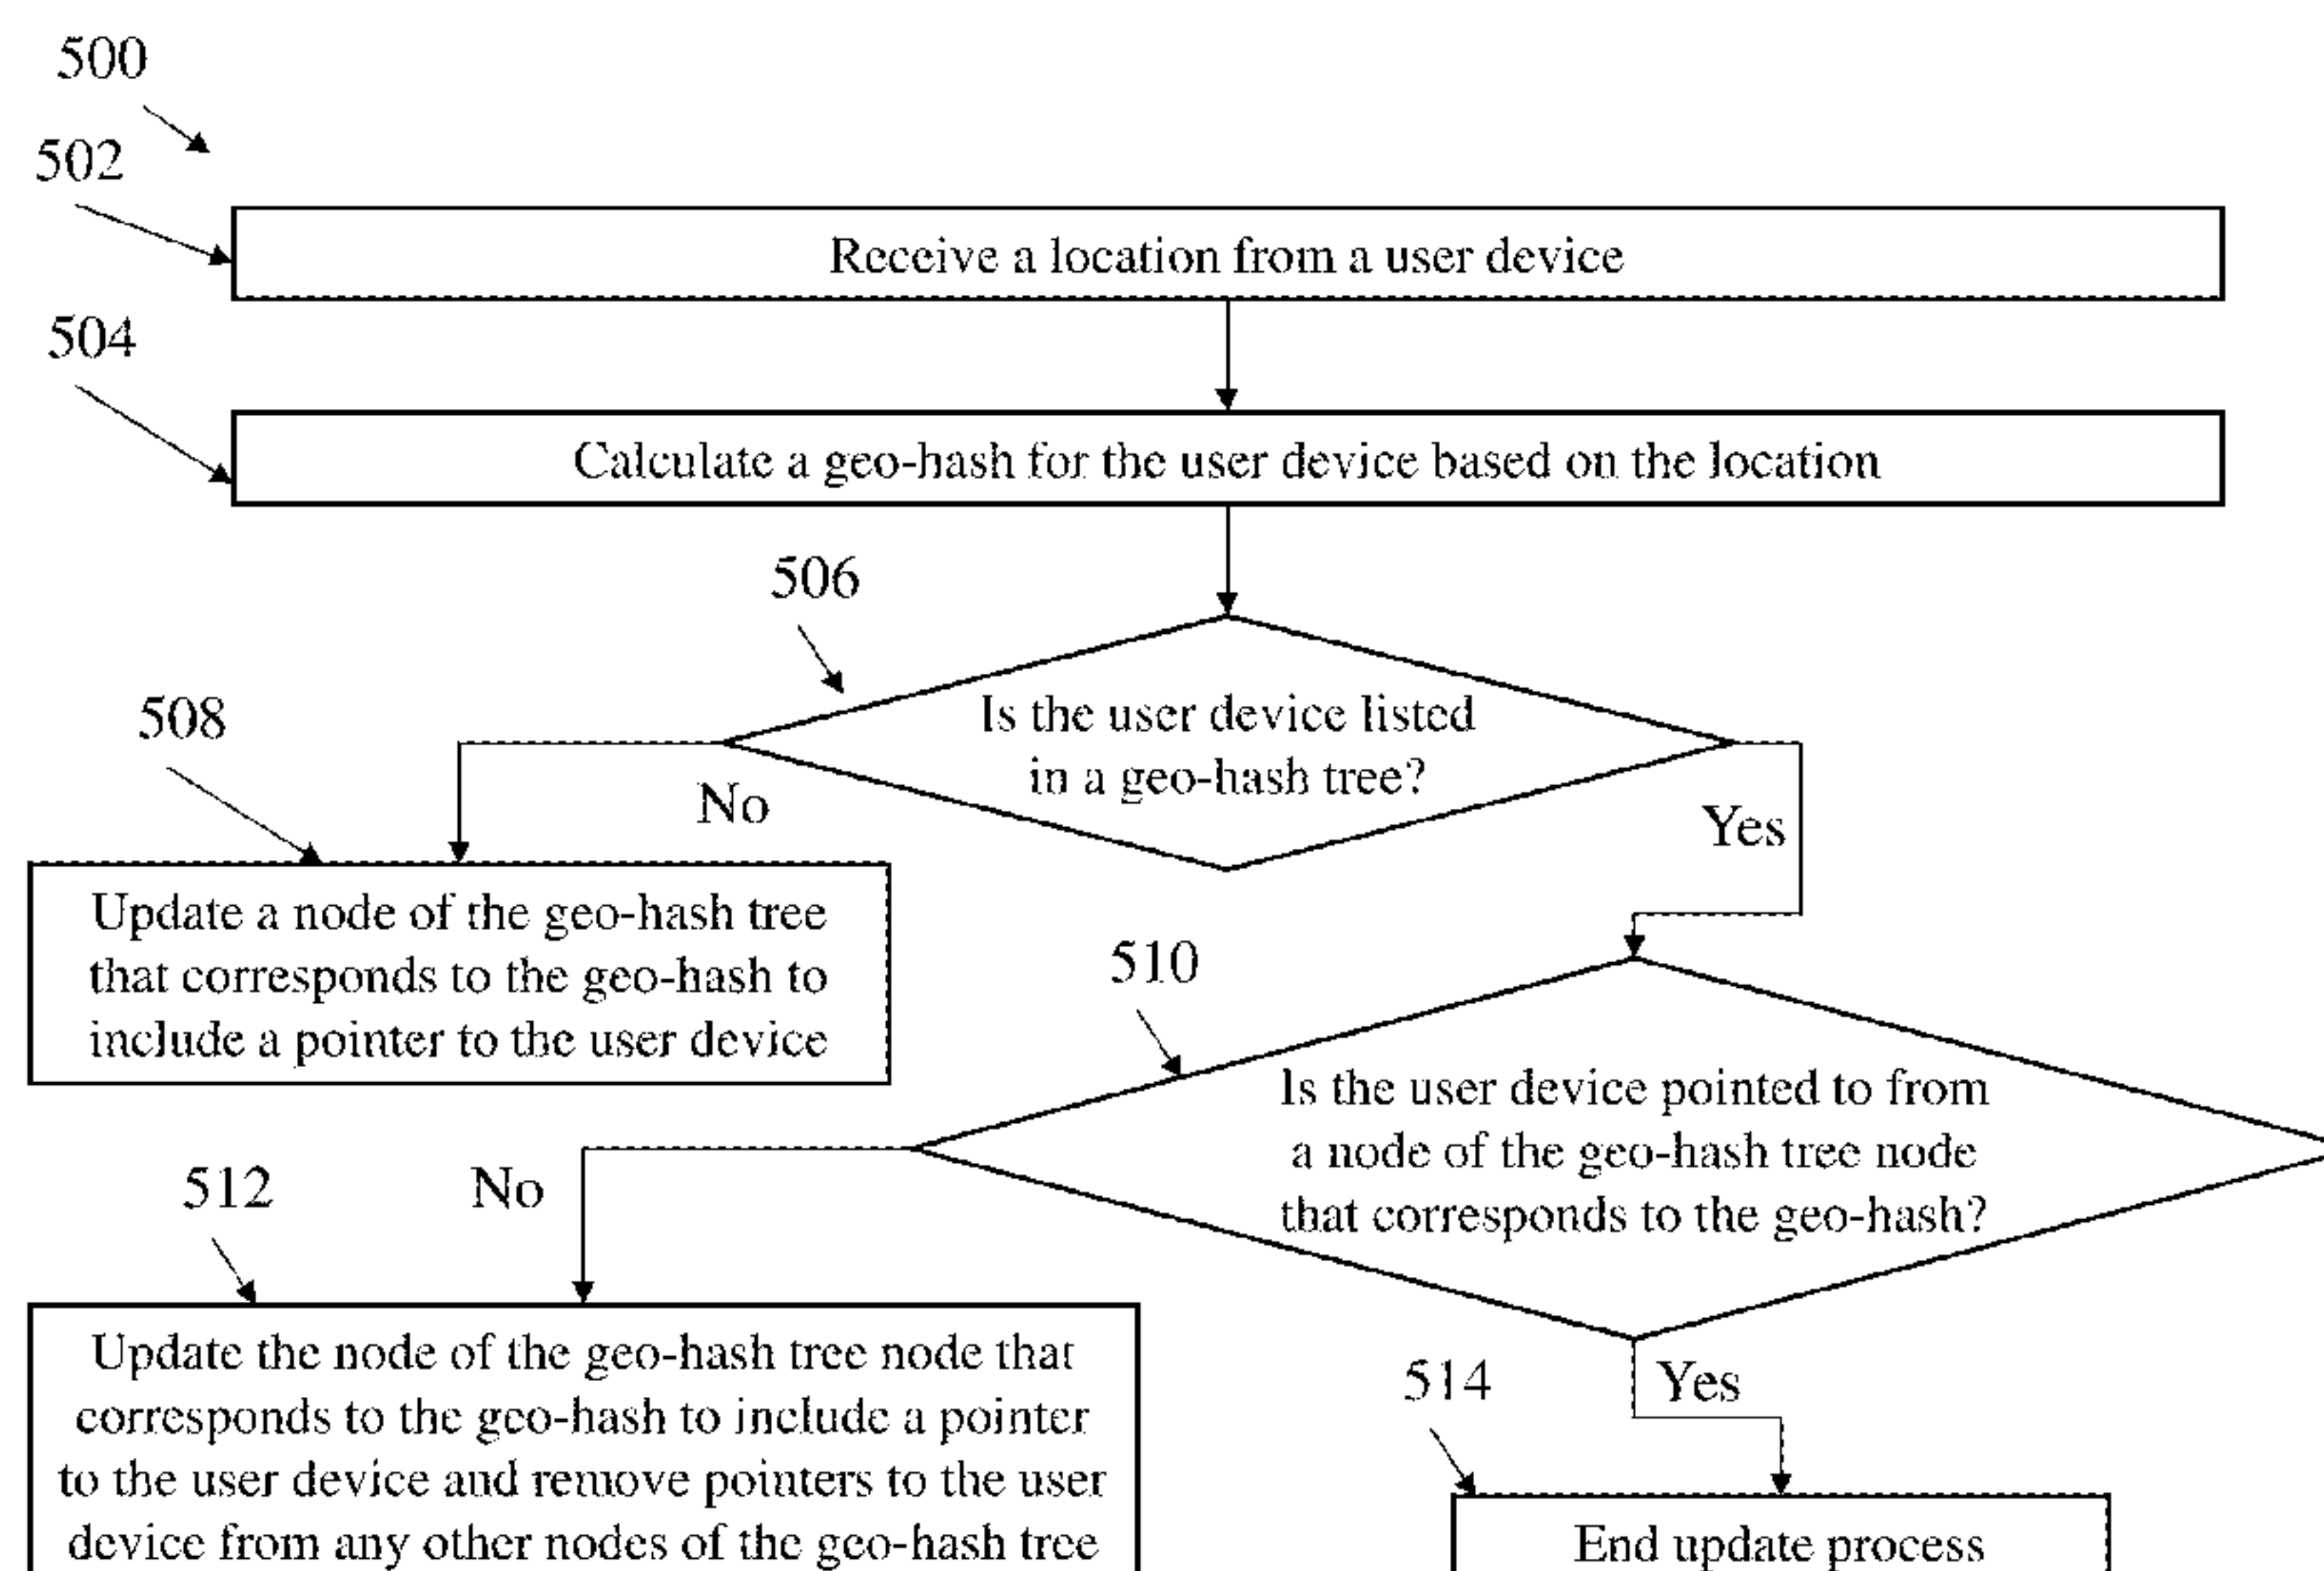 500
502
Receive a location from a user device
504
Calculate a geo-hash for the user device based on the location
506
Is the user device listed
in a geo-hash tree?
No
Yes
508
Update a node of the geo-hash tree
that corresponds to the geo-hash to
include a pointer to the user device
510
Is the user device pointed to from
a node of the geo-hash tree node
that corresponds to the geo-hash?
No
Yes
512
Update the node of the geo-hash tree node that
corresponds to the geo-hash to include a pointer
to the user device and remove pointers to the user
device from any other nodes of the geo-hash tree
514
End update process